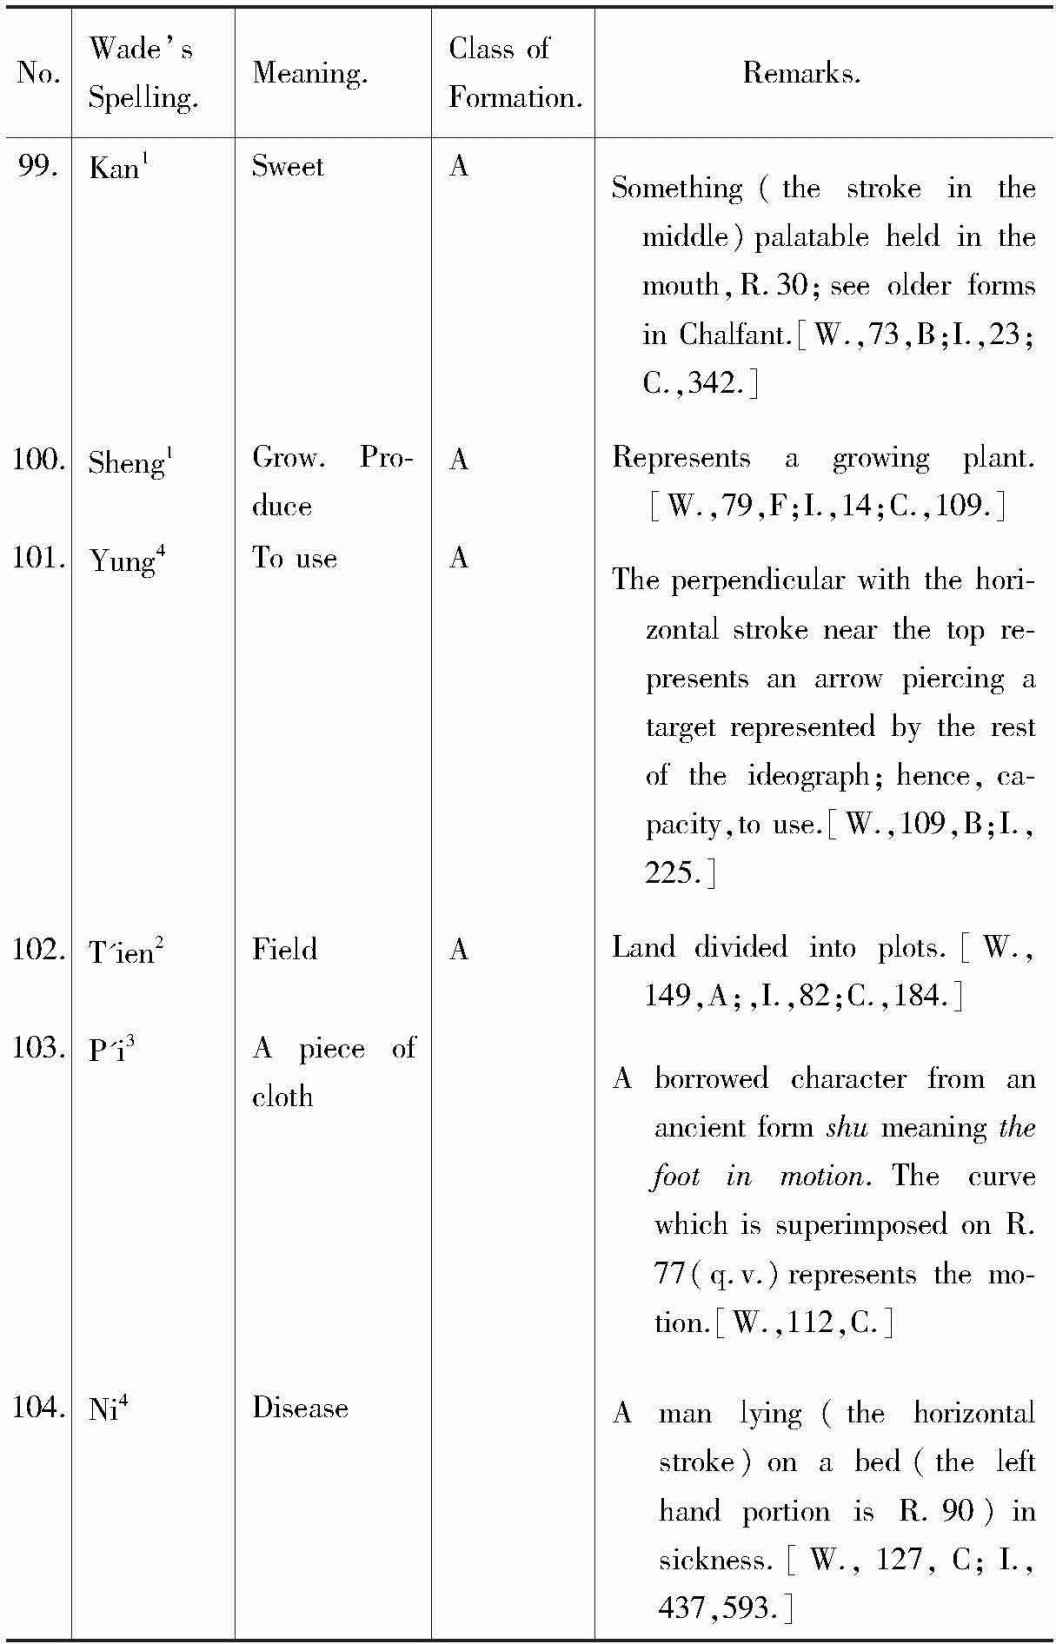 No. Wade's Spelling. Meaning. Class of Formation. Remarks.
99. Kan¹ Sweet A Something ( the stroke in the
middle) palatable held in the
mouth, R. 30; see older forms
in Chalfant.[ W.,73,B;I.,23;
C.,342.]
100. Sheng¹ Grow. Pro- A Represents a growing plant.
duce [ W.,79,F;I.,14;C.,109.]
101. Yung⁴ To use A The perpendicular with the hori-
zontal stroke near the top re-
presents an arrow piercing a
target represented by the rest
of the ideograph; hence, ca-
pacity,to use.[ W.,109,B;I.,
225.]
102. T´ien² Field A Land divided into plots. [ W.,
149,A;,I.,82;C.,184.]
103. P´i³ A piece of A borrowed character from an
cloth ancient form shu meaning the
foot in motion. The curve
which is superimposed on R.
77( q.v.) represents the mo-
tion.[ W.,112,C.]
104. Ni⁴ Disease A man lying ( the horizontal
stroke) on a bed ( the left
hand portion is R. 90 ) in
sickness. [ W., 127, C; I.,
437,593.]